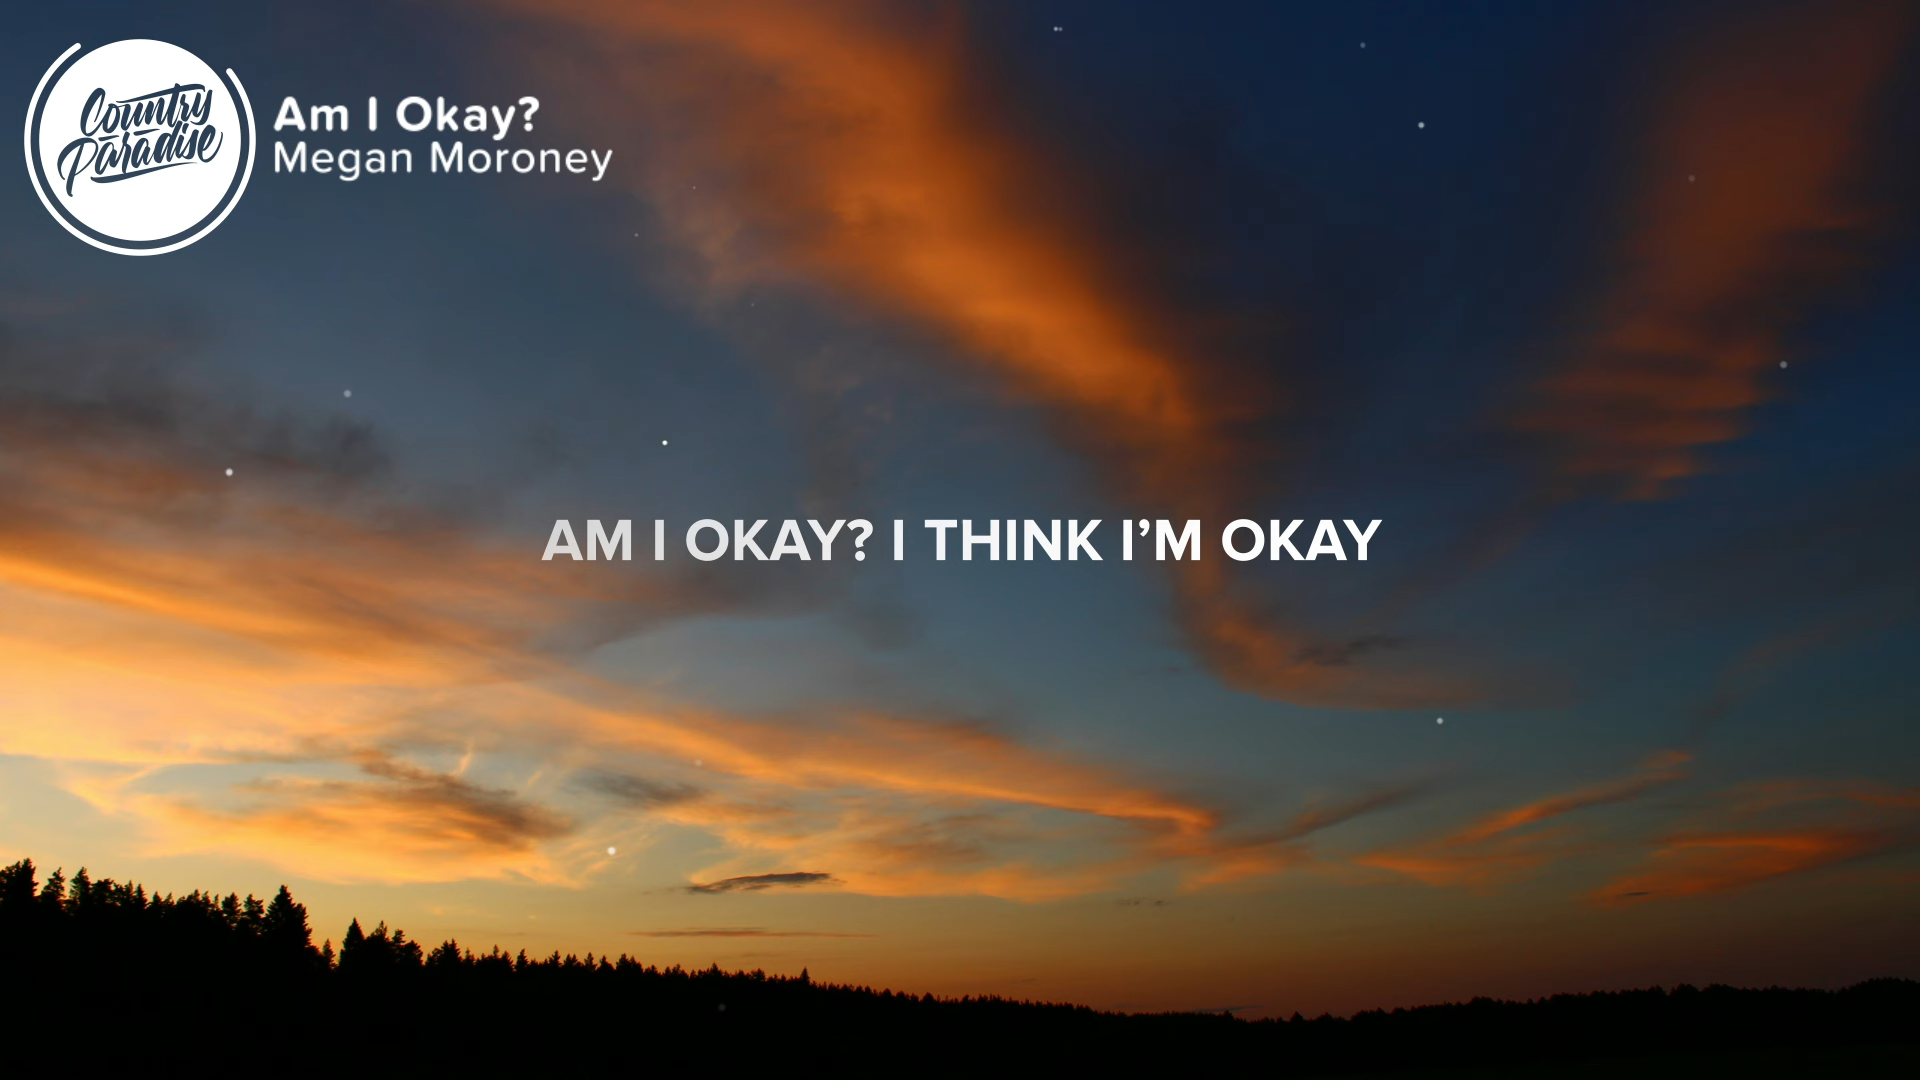 Country
Paradise
Am I Okay?
Megan Moroney
AM I OKAY? I THINK I'M OKAY